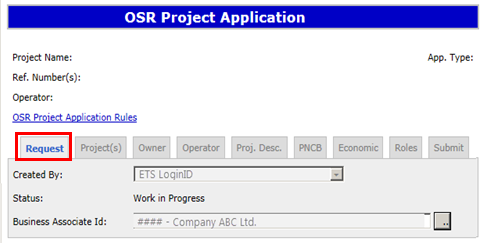 OSR Project Application
Project Name: App. Type:
Ref. Number(s):
Operator:
OSR Project Application Rules
Request Project(s) Owner Operator Proj. Desc. PNCB Economic Roles Submit
Created By: ETS LoginID
Status: Work in Progress
Business Associate Id: #### - Company ABC Ltd. ..